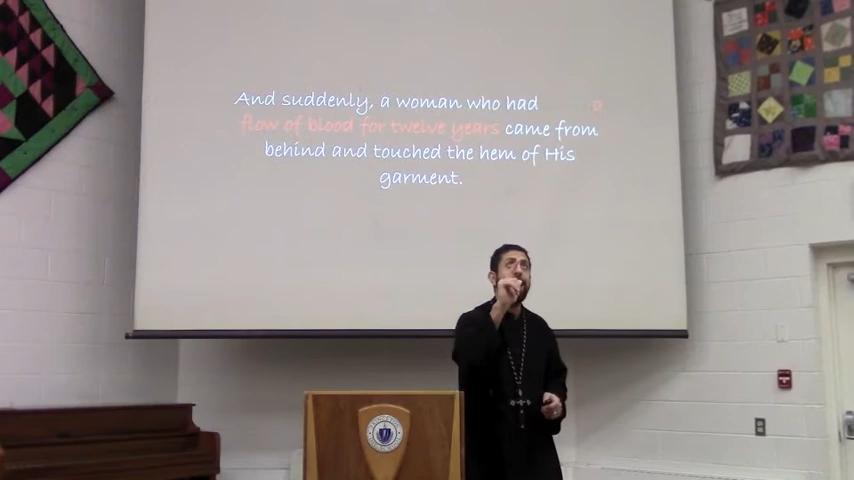 And suddenly, a woman who had a
flow of blood for twelve years came from
behind and touched the hem of His
garment.